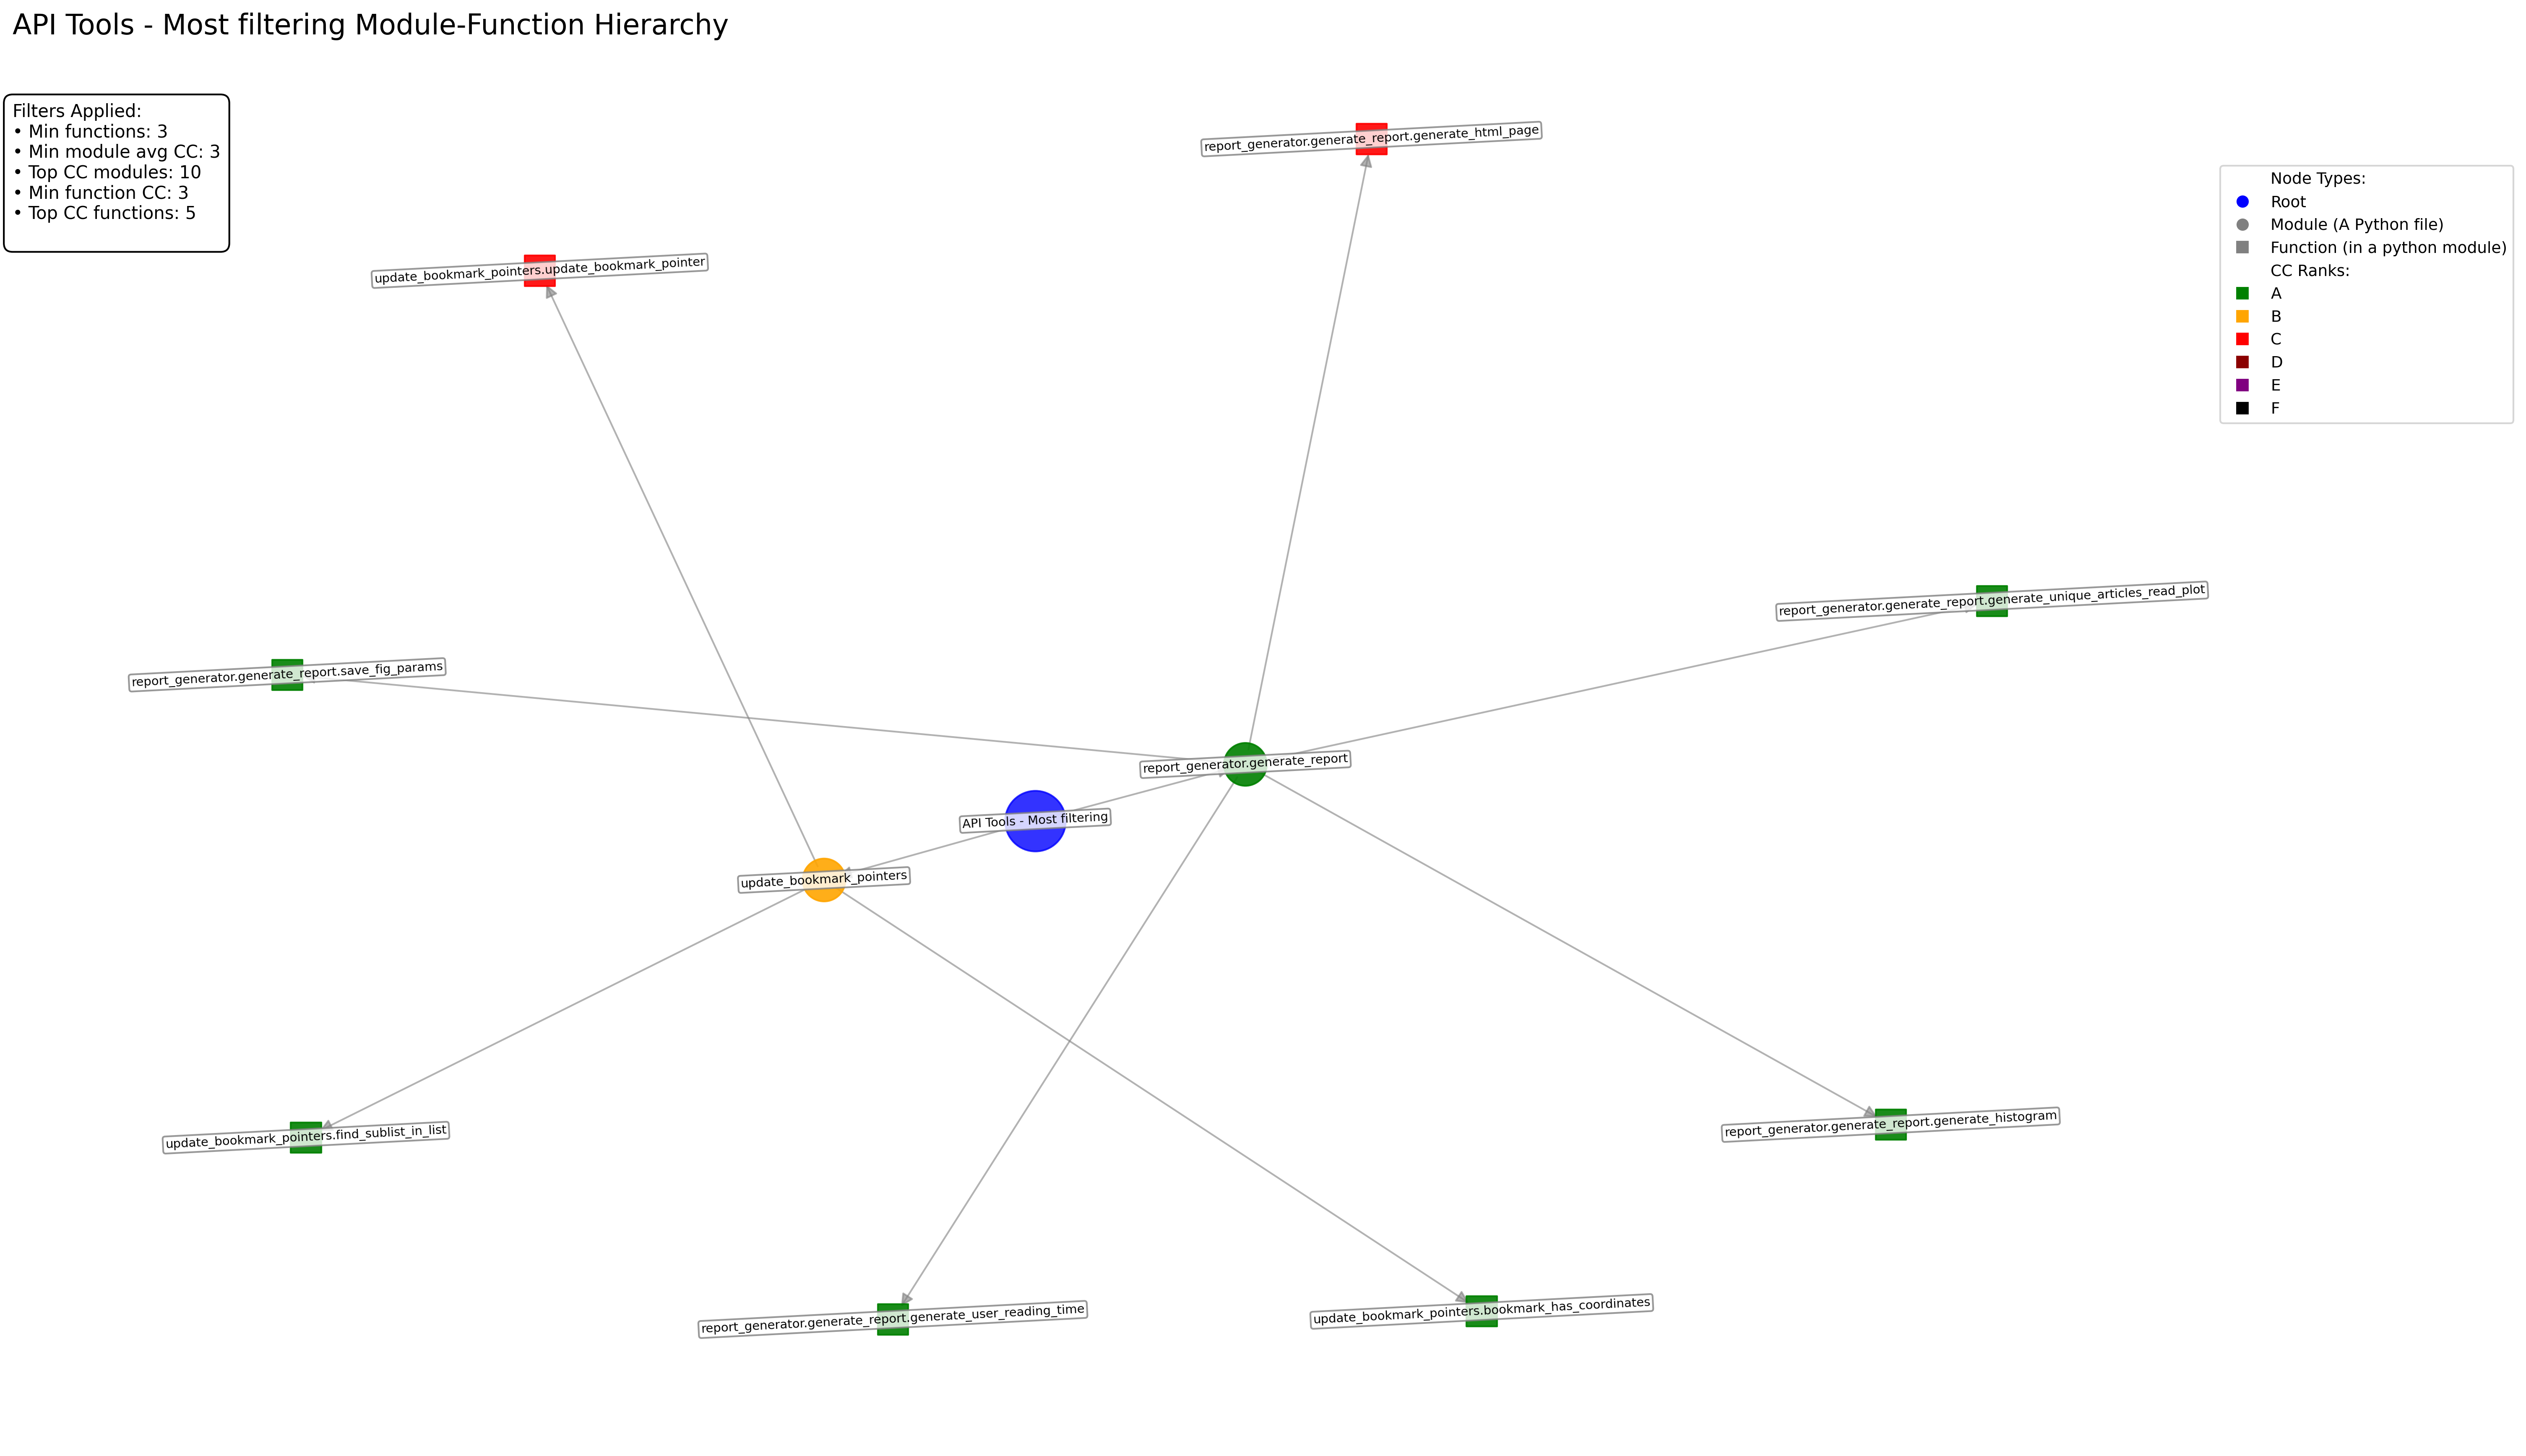 API Tools - Most filtering Module-Function Hierarchy
Filters Applied:
• Min functions: 3
• Min module avg CC: 3
• Top CC modules: 10
• Min function CC: 3
• Top CC functions: 5
report_generator.generate_report.generate_html_page
Node Types:
Root
Module (A Python file)
Function (in a python module)
CC Ranks:
A
B
C
D
E
F
update_bookmark_pointers.update_bookmark_pointer
report_generator.generate_report.generate_unique_articles_read_plot
report_generator.generate_report.save_fig_params
report_generator.generate_report
API Tools - Most filtering
update_bookmark_pointers
report_generator.generate_report.generate_histogram
update_bookmark_pointers.find_sublist_in_list
update_bookmark_pointers.bookmark_has_coordinates
report_generator.generate_report.generate_user_reading_time